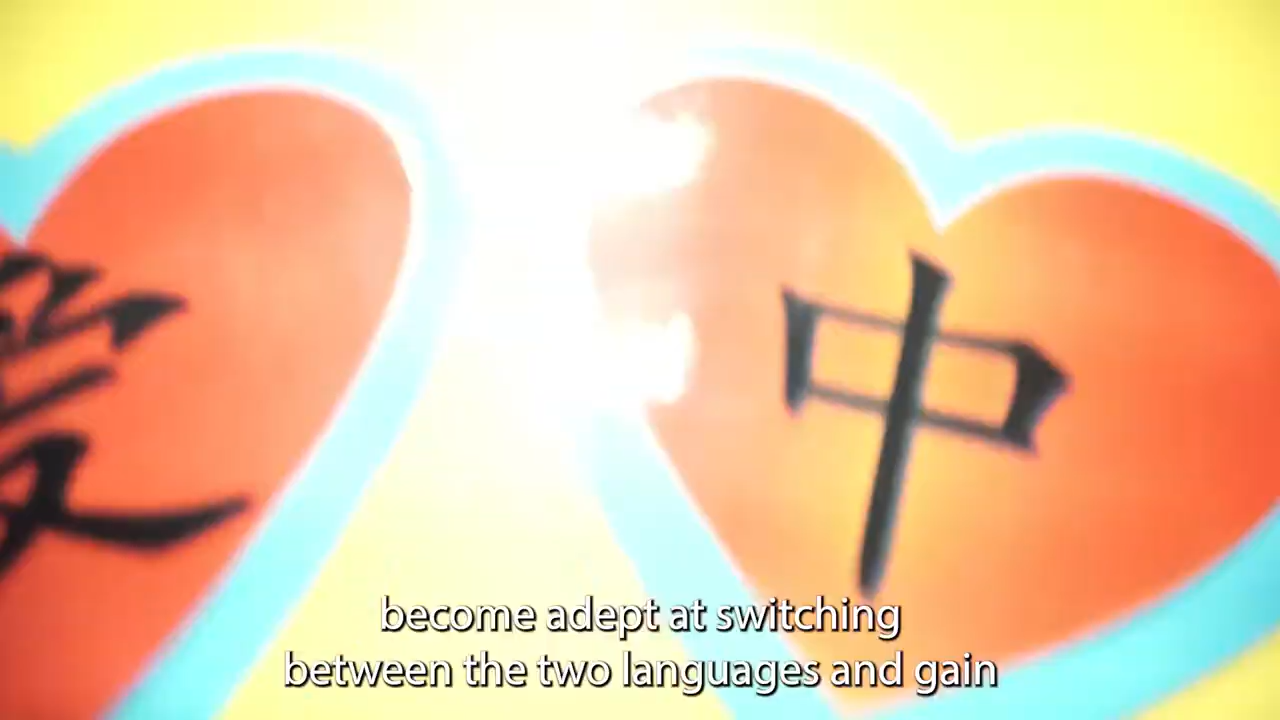 中
become adept at switching
between the two languages and gain